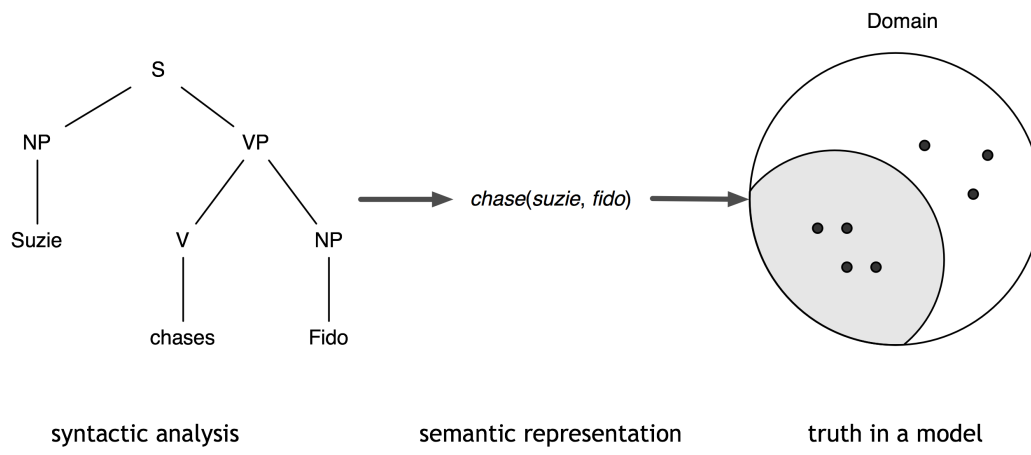 Domain
S
NP VP
chase(suzie, fido)
Suzie V NP
chases Fido
syntactic analysis semantic representation truth in a model